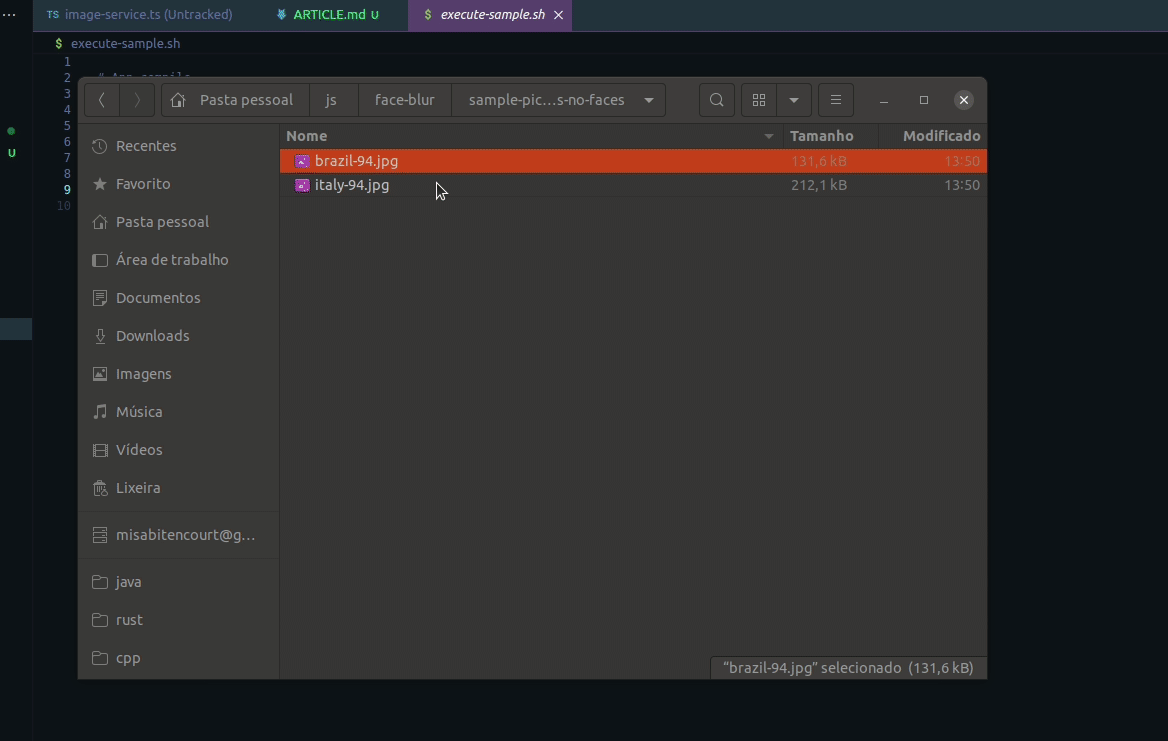 ... TS image-service.ts (Untracked) ARTICLE.md U $ execute-sample.sh
$ execute-sample.sh
1
2
3
4
5
6
7
8
9
10
U
Pasta pessoal js face-blur sample-pic...s-no-faces
Nome Tamanho Modificado
brazil-94.jpg 131,6 kB 13:50
italy-94.jpg 212,1 kB 13:50
Recentes
Favorito
Pasta pessoal
Área de trabalho
Documentos
Downloads
Imagens
Música
Vídeos
Lixeira
misabitencourt@g...
java
rust
cpp
"brazil-94.jpg" selecionado (131,6 kB)